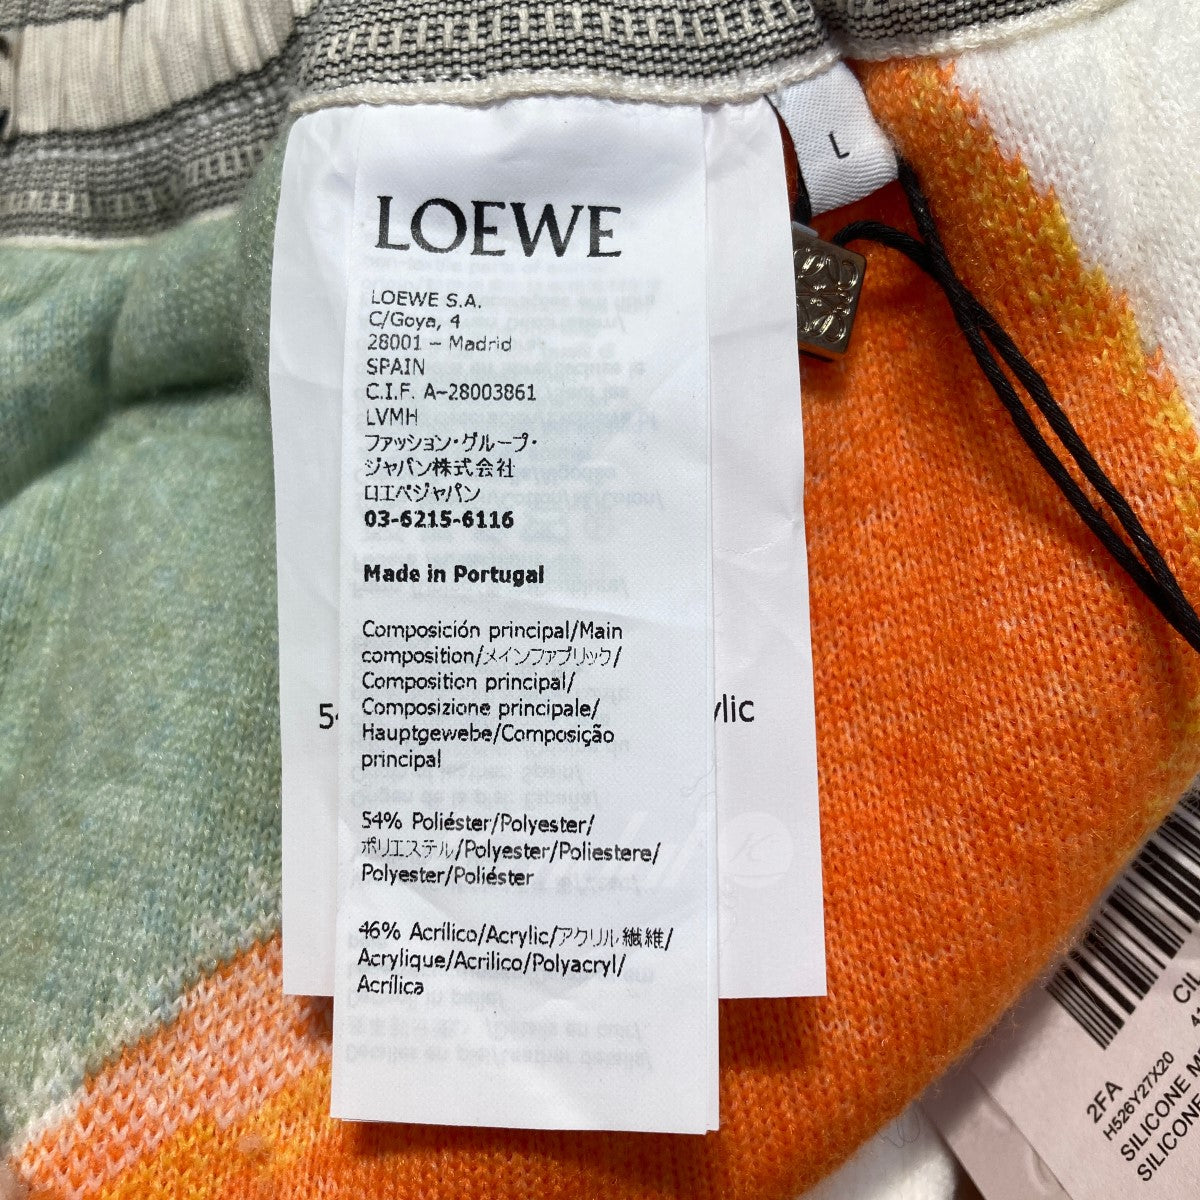 LOEWE
LOEWE S.A.
C/Goya, 4
28001 – Madrid
SPAIN
C.I.F. A-28003861
LVMH
ファッション・グループ・
ジャパン株式会社
ロエベジャパン
03-6215-6116
Made in Portugal
Composición principal/Main
composition/メインファブリック/
Composition principal/
Composizione principale/
Hauptgewebe/Composição
principal
54% Poliéster/Polyester/
ポリエステル/Polyester/Poliestere/
Polyester/Poliéster
46% Acrílico/Acrylic/アクリル繊維/
Acrylique/Acrilico/Polyacryl/
Acrílica
L
2FA
H526Y27X20
SILICONE
SILICONE